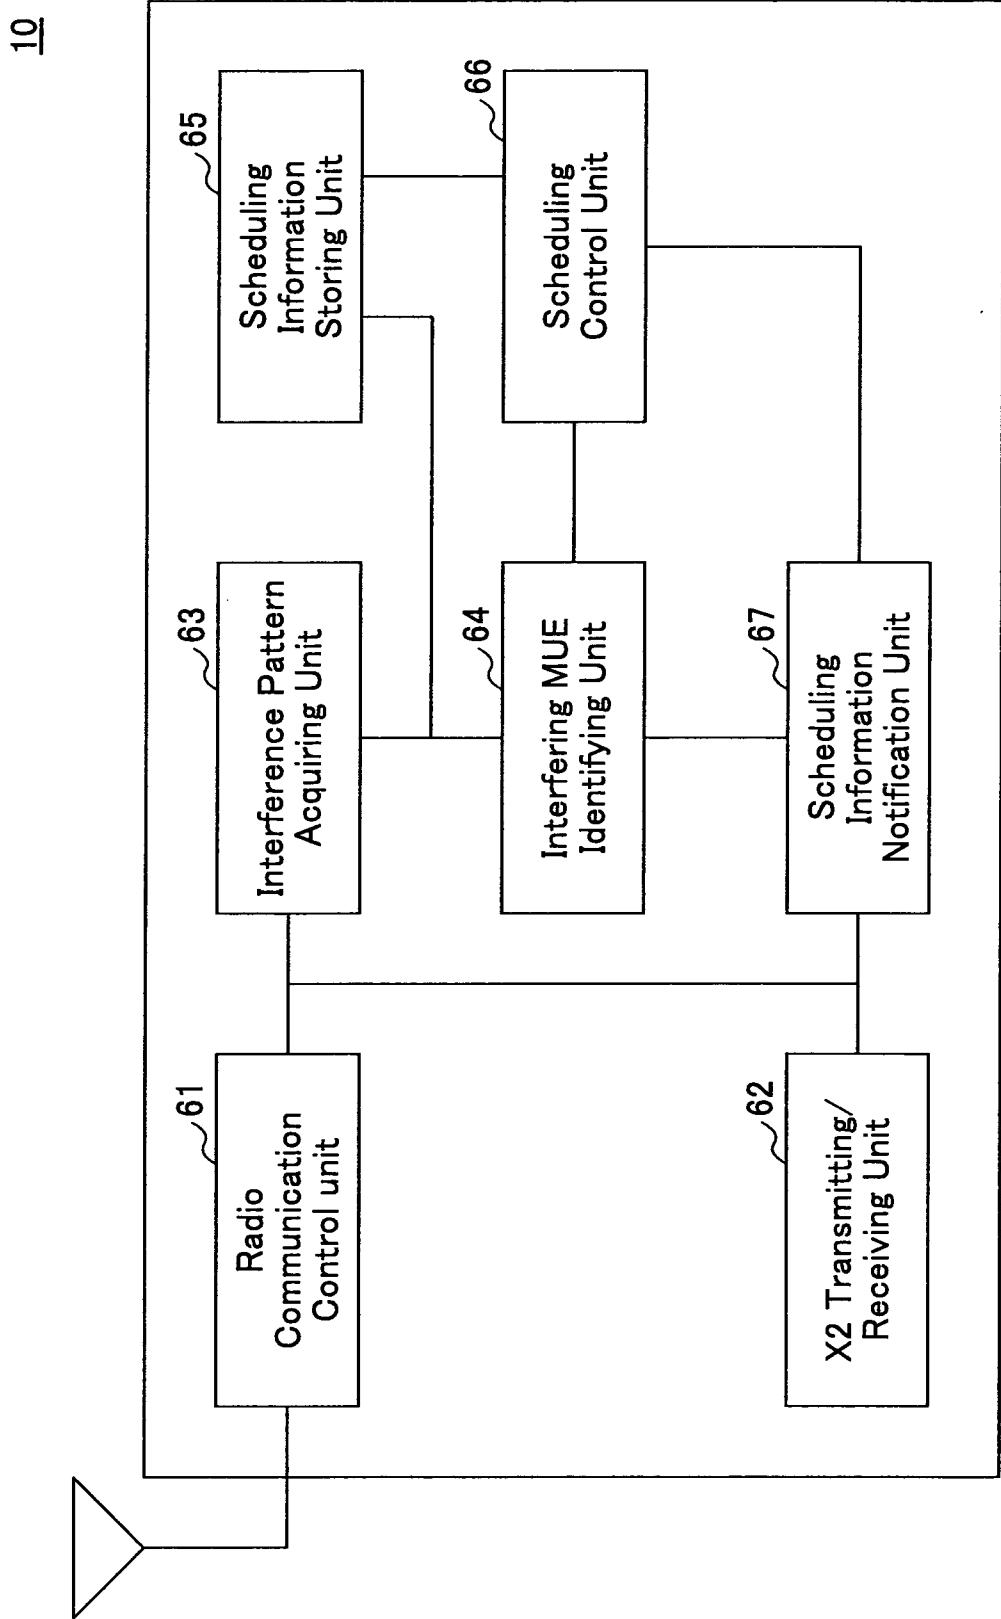 10
61
Radio
Communication
Control unit
63
Interference Pattern
Acquiring Unit
65
Scheduling
Information
Storing Unit
64
Interfering MUE
Identifying Unit
66
Scheduling
Control Unit
62
X2 Transmitting/
Receiving Unit
67
Scheduling
Information
Notification Unit